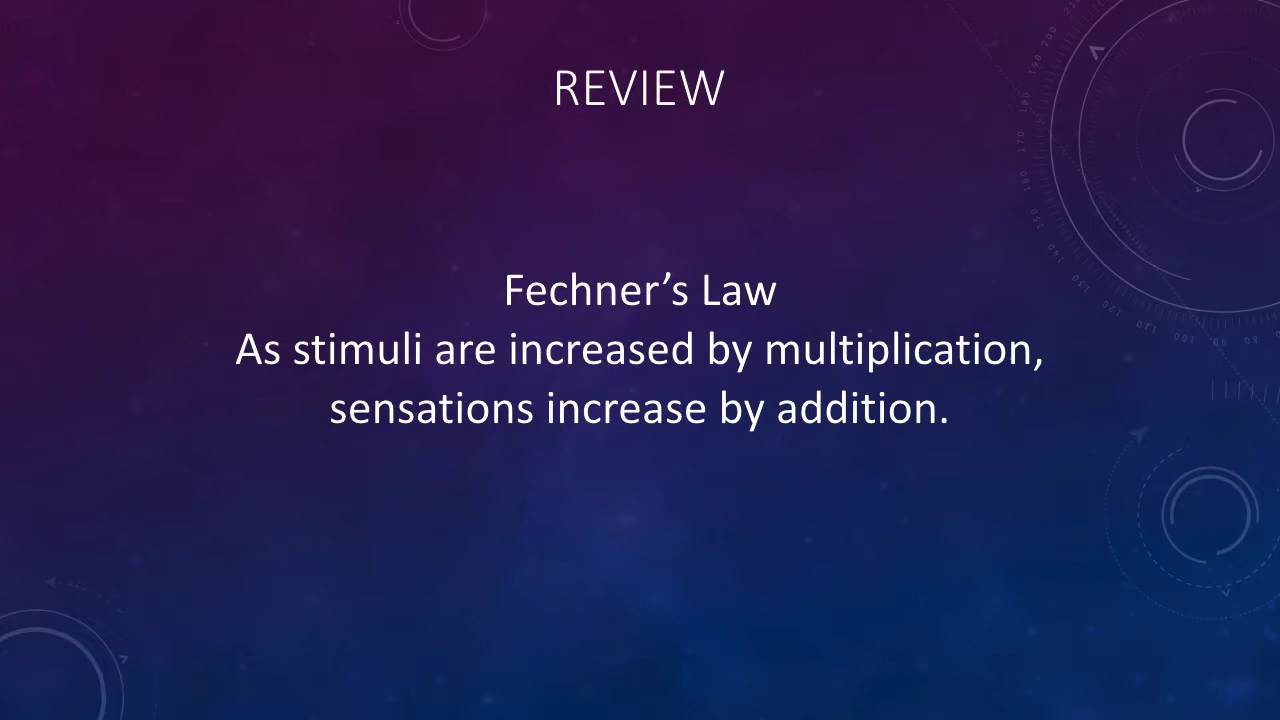 REVIEW
Fechner’s Law
As stimuli are increased by multiplication,
sensations increase by addition.